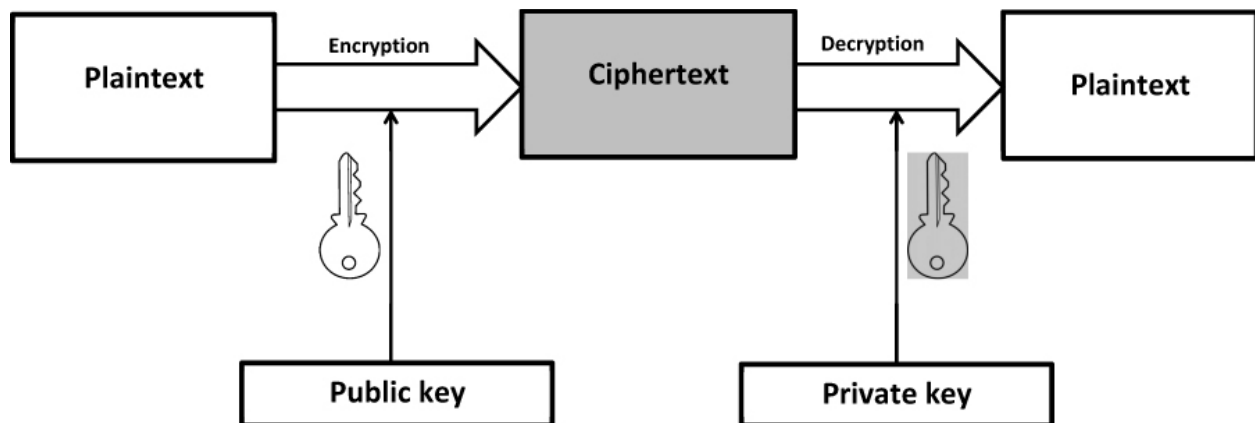 Encryption
Decryption
Plaintext
Ciphertext
Plaintext
Public key
Private key